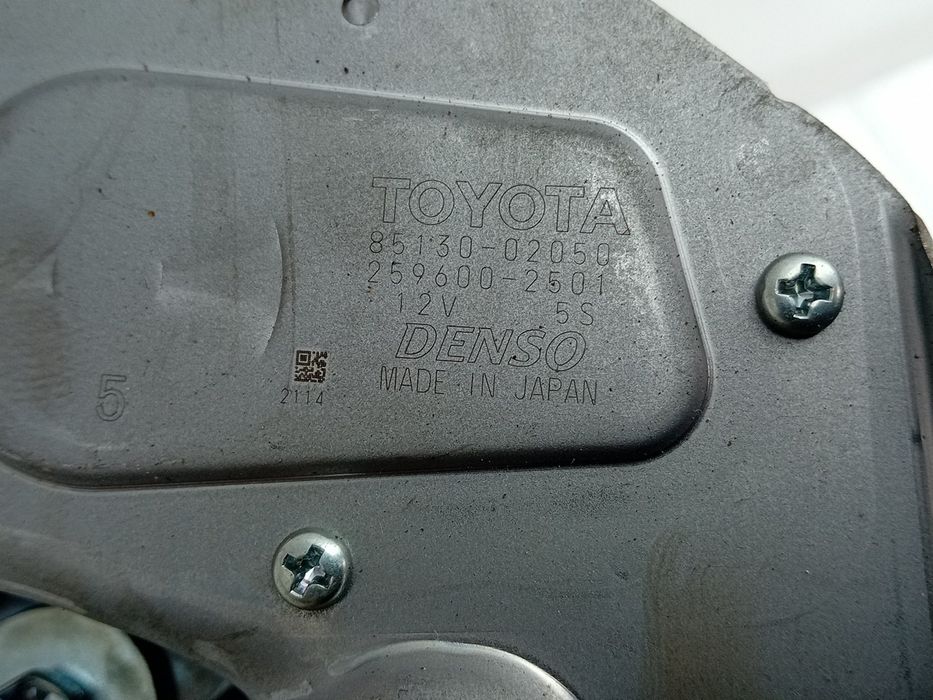 TOYOTA
85130-02050
259600-2501
12V 5S
DENSO
MADE IN JAPAN
2114
5